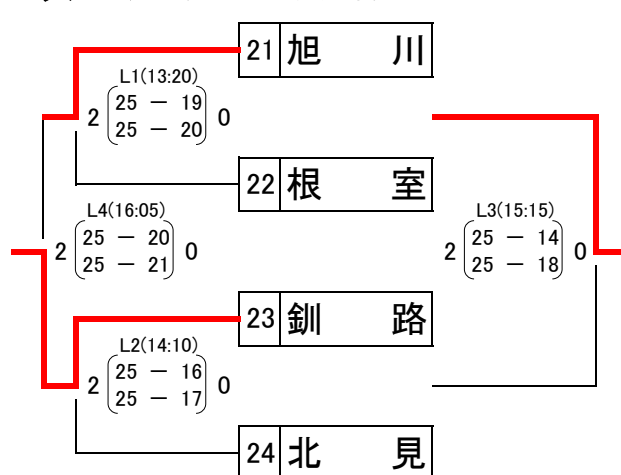 21 旭 川
L1(13:20)
2 25 － 19 0
25 － 20
22 根 室
L4(16:05)
2 25 － 20 0
25 － 21
L3(15:15)
2 25 － 14 0
25 － 18
23 釧 路
L2(14:10)
2 25 － 16 0
25 － 17
24 北 見